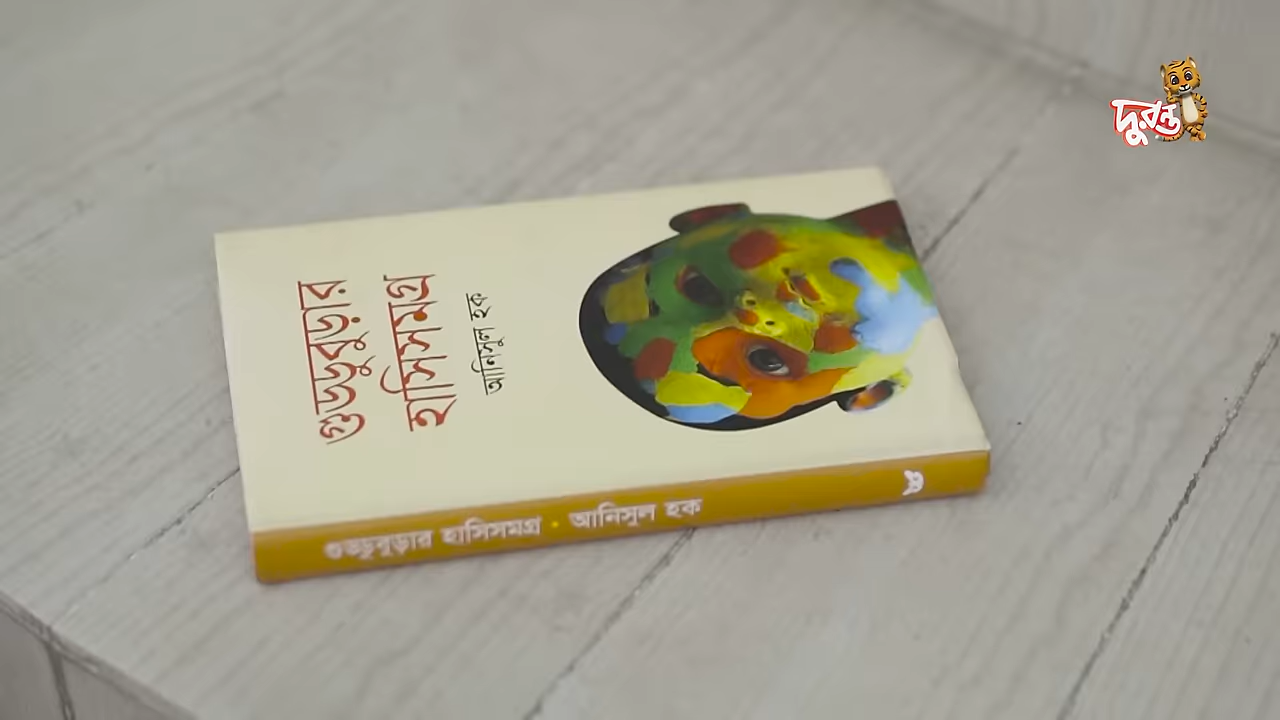 গুড্ডুবুড়ার
হাসিসমগ্র
আনিসুল হক
গুড্ডুবুড়ার হাসিসমগ্র • আনিসুল হক
দুরন্ত